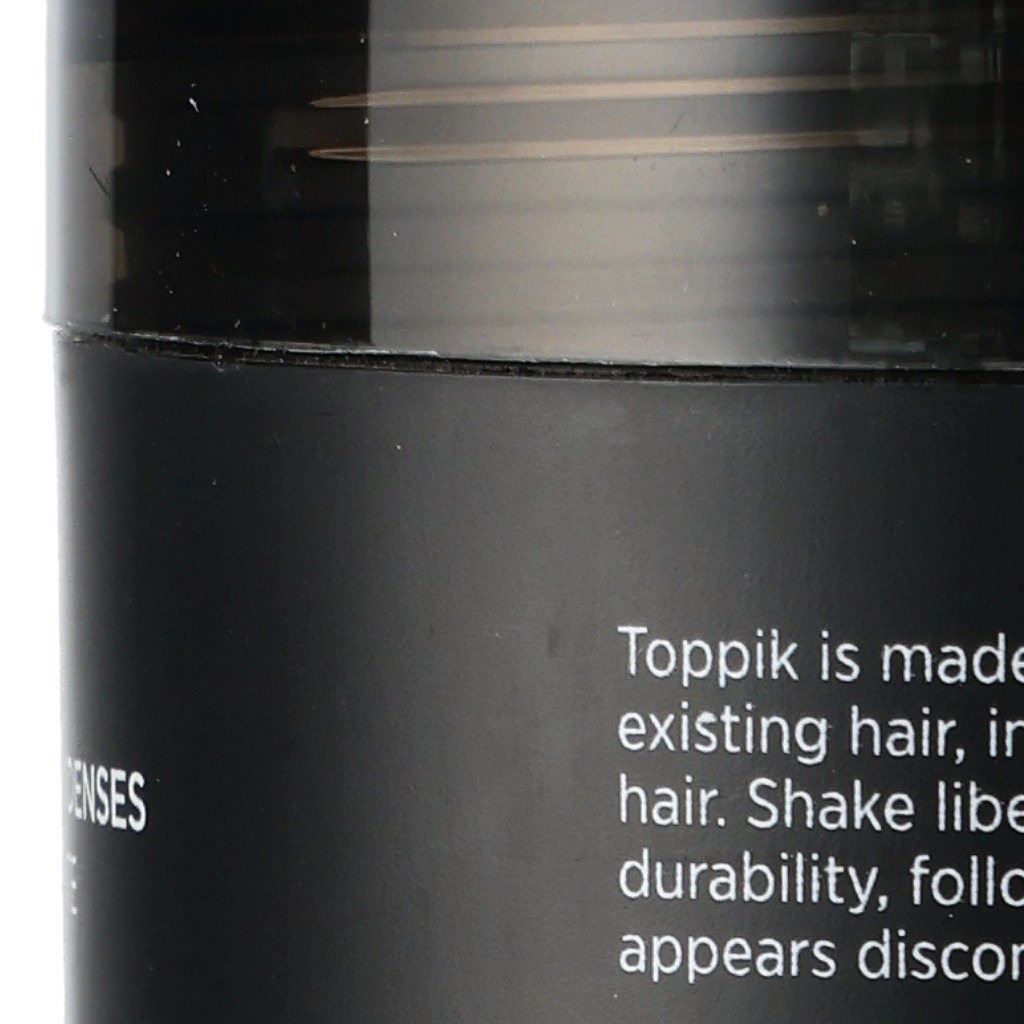 Toppik is made
existing hair, in
hair. Shake libe
durability, follo
appears discon
DENSES
E